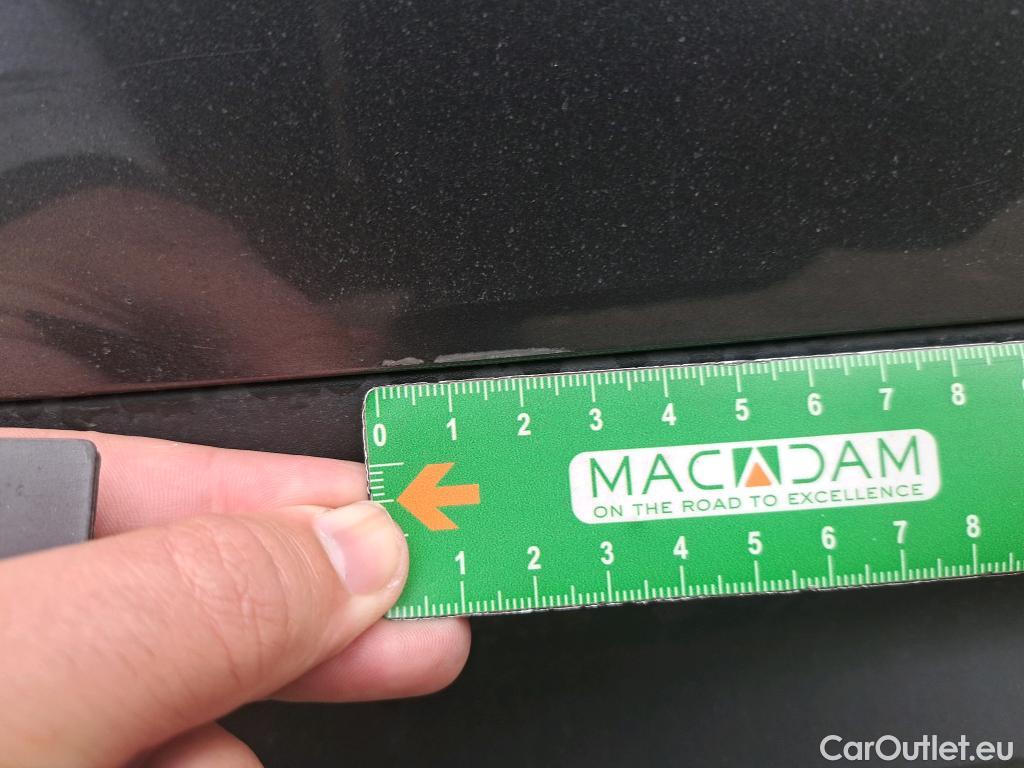 0 1 2 3 4 5 6 7 8
MACADAM
ON THE ROAD TO EXCELLENCE
1 2 3 4 5 6 7 8
CarOutlet.eu